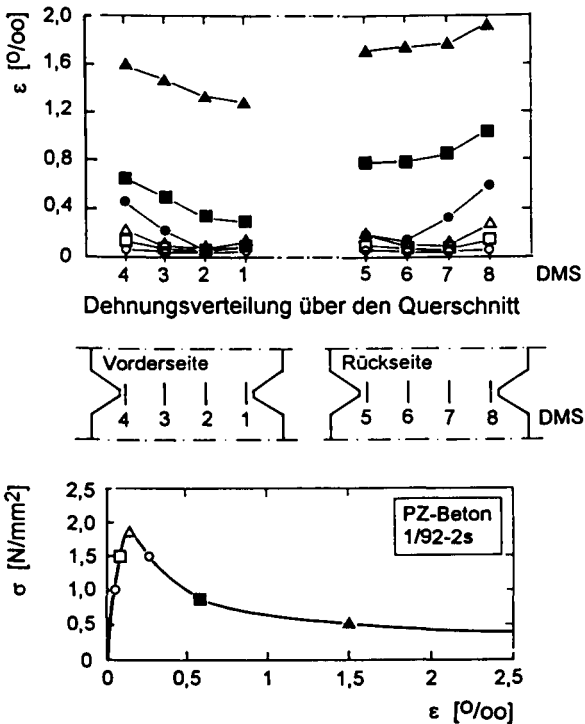 ε [o/oo]
2,0
1,6
1,2
0,8
0,4
0
4 3 2 1 5 6 7 8 DMS
Dehnungsverteilung über den Querschnitt
Vorderseite Rückseite
4 3 2 1 5 6 7 8 DMS
σ [N/mm²]
2,5
2,0
1,5
1,0
0,5
0
PZ-Beton
1/92-2s
0 0,5 1 1,5 2 2,5
ε [o/oo]